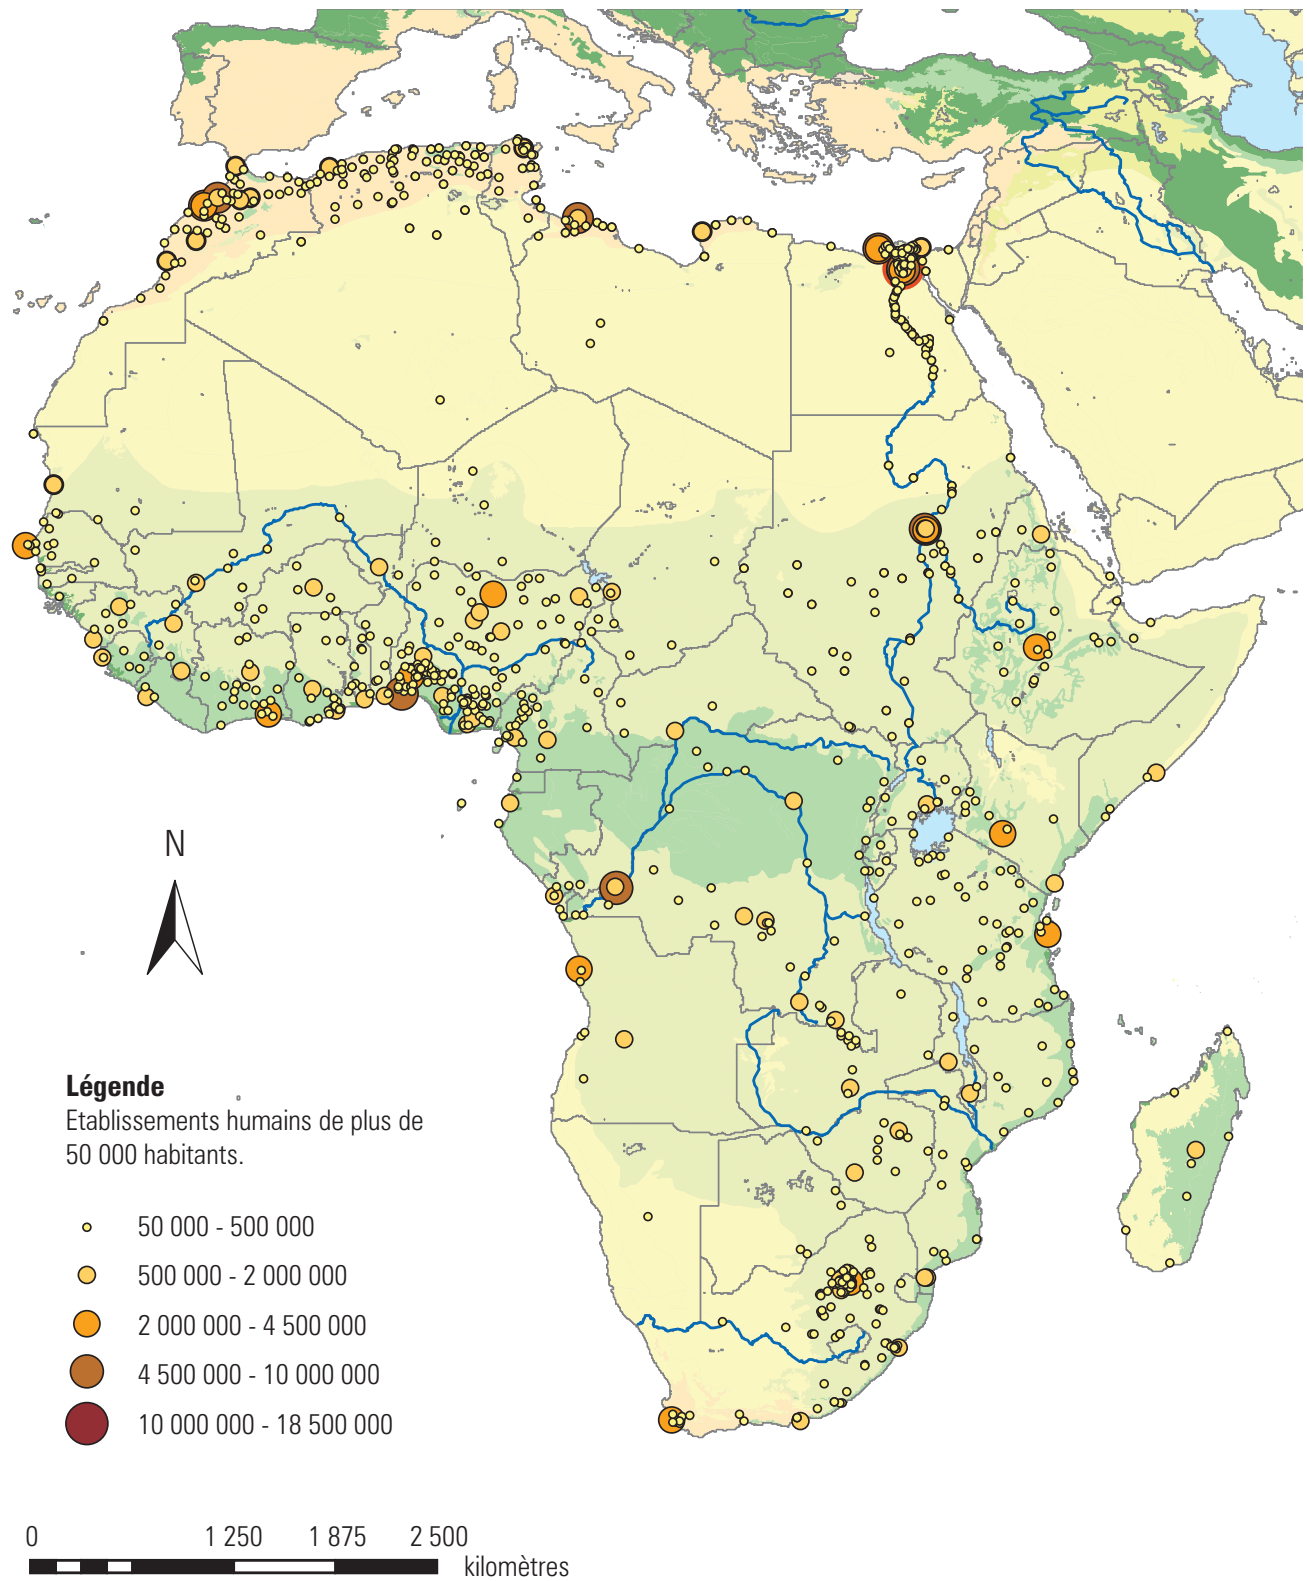 N
Légende
Etablissements humains de plus de
50 000 habitants.
50 000 - 500 000
500 000 - 2 000 000
2 000 000 - 4 500 000
4 500 000 - 10 000 000
10 000 000 - 18 500 000
0 1 250 1 875 2 500
kilomètres